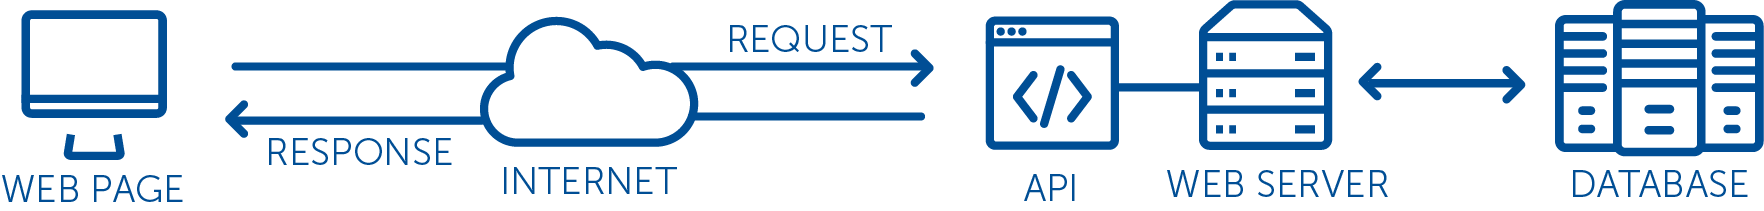 REQUEST
RESPONSE
WEB PAGE
INTERNET
API
WEB SERVER
DATABASE